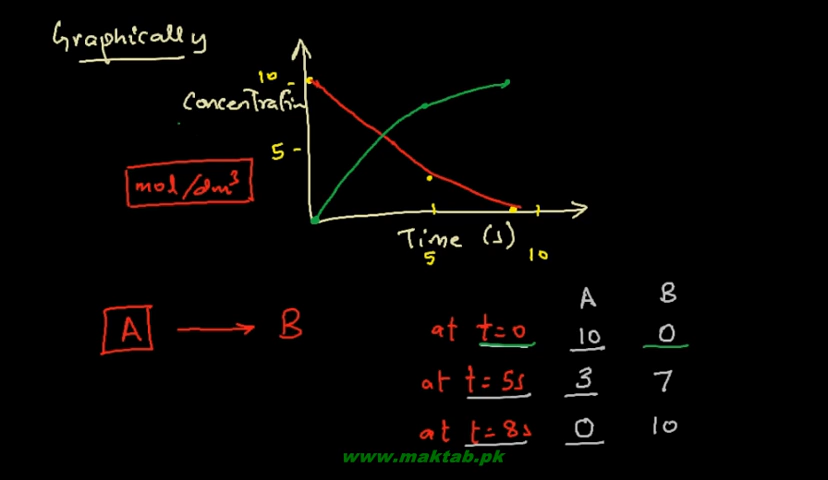 Graphically
10
Concentration
5
mol/dm³
Time (s)
5 10
A → B
A B
at t=0 10 0
at t=5s 3 7
at t=8s 0 10
www.maktab.pk